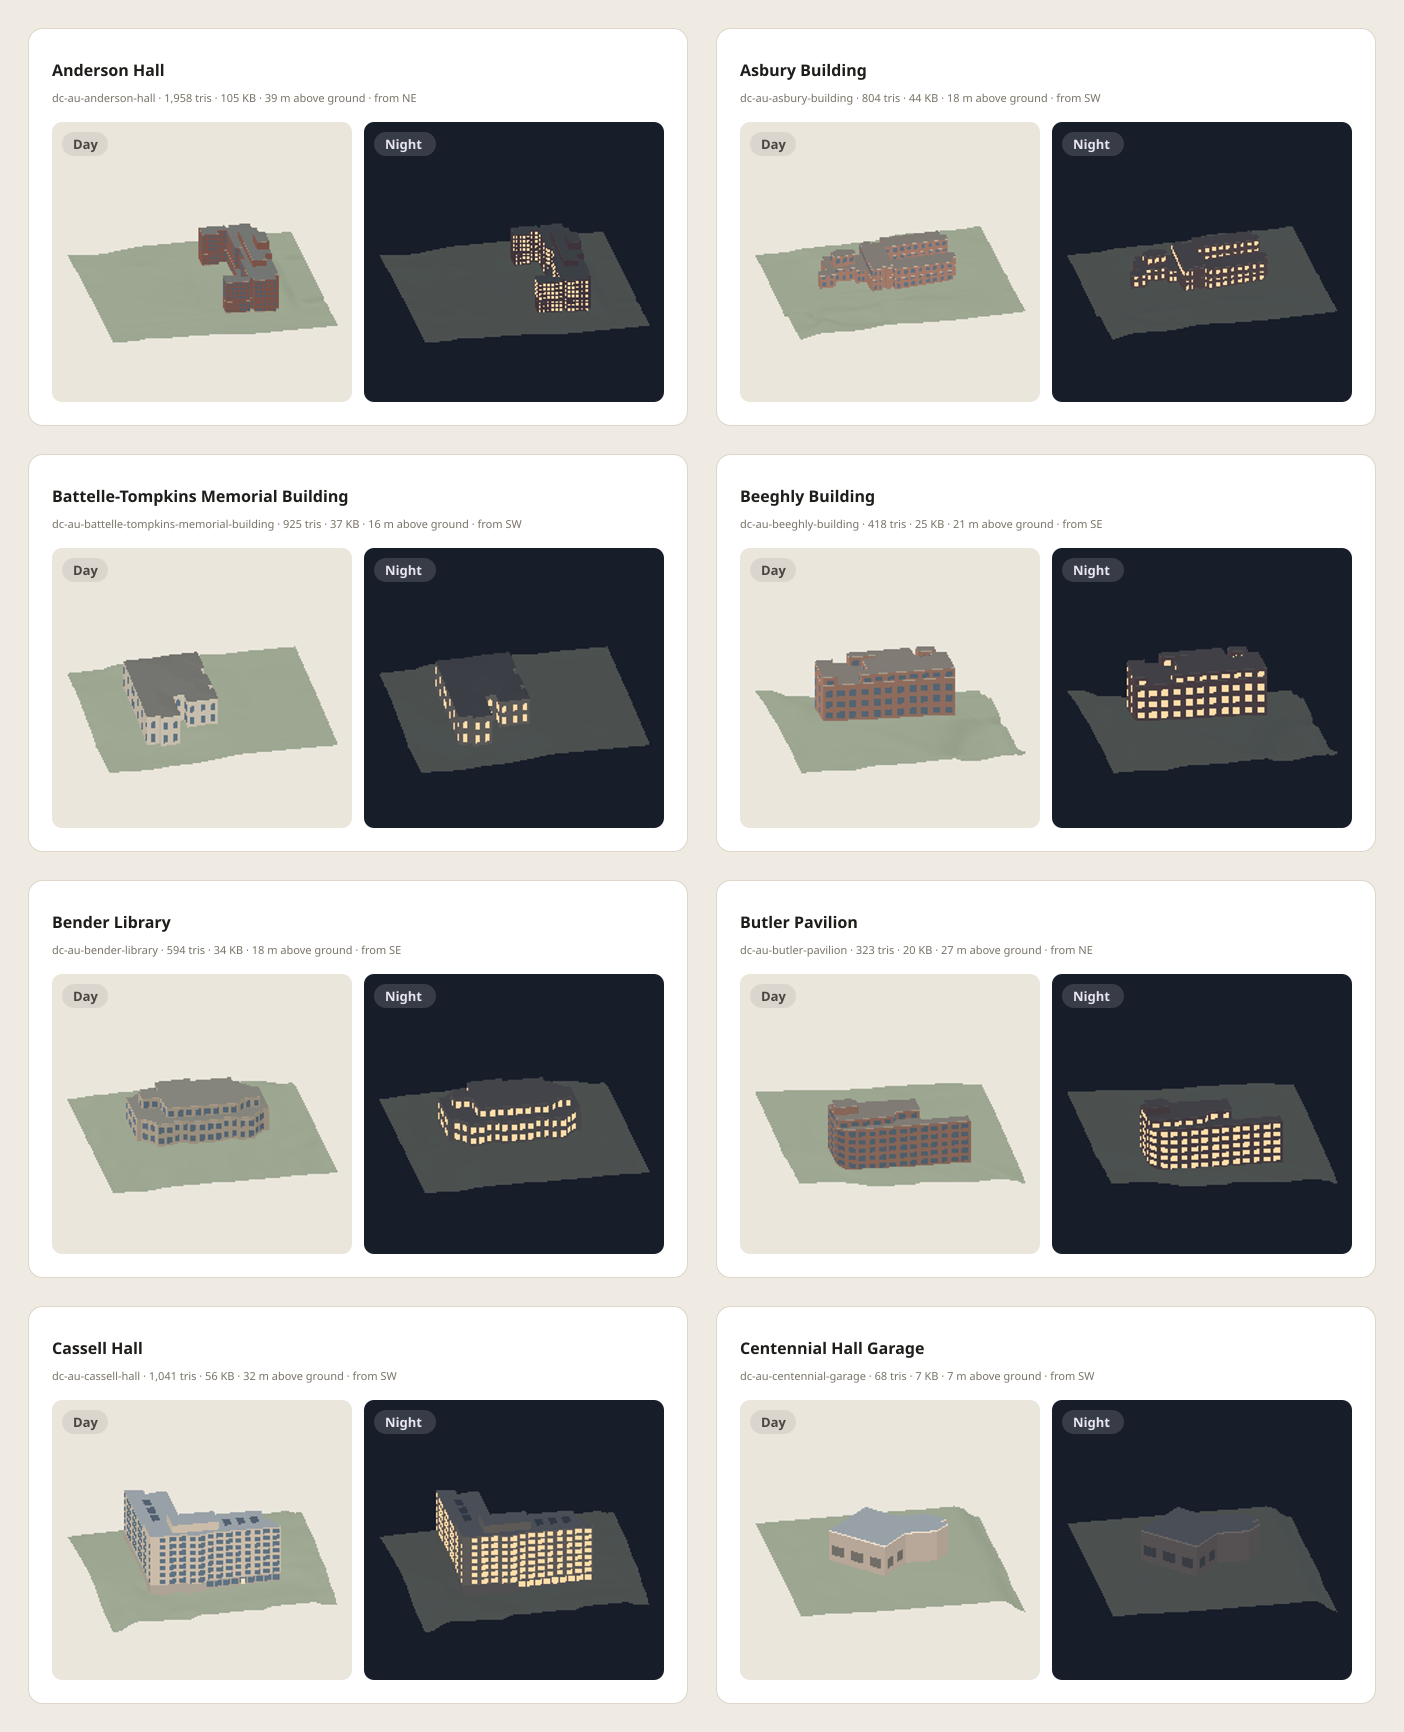 Anderson Hall
dc-au-anderson-hall · 1,958 tris · 105 KB · 39 m above ground · from NE
Day
Night
Asbury Building
dc-au-asbury-building · 804 tris · 44 KB · 18 m above ground · from SW
Day
Night
Battelle-Tompkins Memorial Building
dc-au-battelle-tompkins-memorial-building · 925 tris · 37 KB · 16 m above ground · from SW
Day
Night
Beeghly Building
dc-au-beeghly-building · 418 tris · 25 KB · 21 m above ground · from SE
Day
Night
Bender Library
dc-au-bender-library · 594 tris · 34 KB · 18 m above ground · from SE
Day
Night
Butler Pavilion
dc-au-butler-pavilion · 323 tris · 20 KB · 27 m above ground · from NE
Day
Night
Cassell Hall
dc-au-cassell-hall · 1,041 tris · 56 KB · 32 m above ground · from SW
Day
Night
Centennial Hall Garage
dc-au-centennial-garage · 68 tris · 7 KB · 7 m above ground · from SW
Day
Night